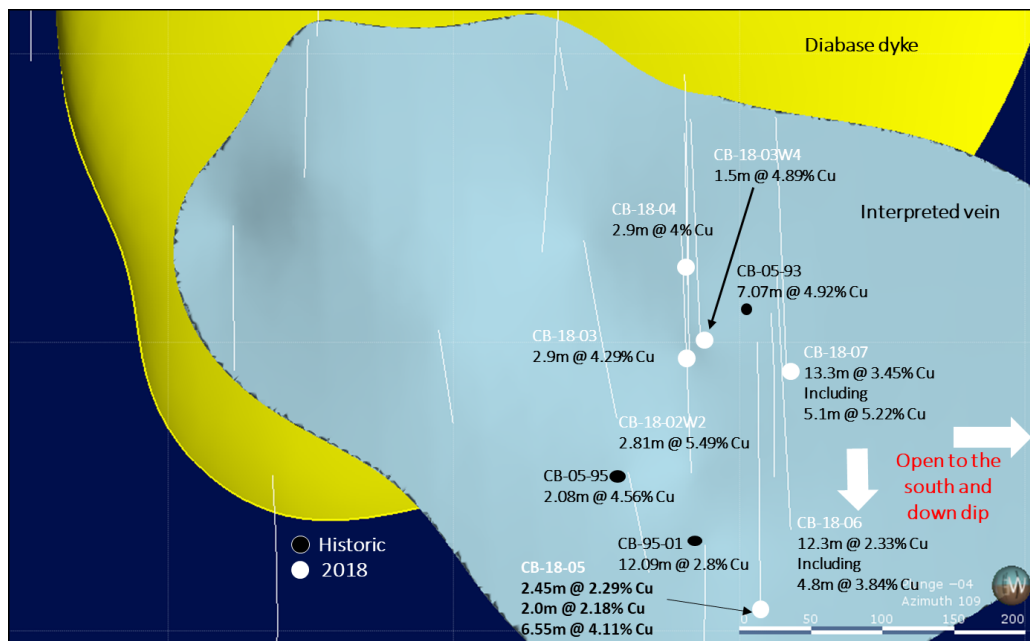 Diabase dyke
CB-18-03W4
1.5m @ 4.89% Cu
Interpreted vein
CB-18-04
2.9m @ 4% Cu
CB-05-93
7.07m @ 4.92% Cu
CB-18-03
2.9m @ 4.29% Cu
CB-18-07
13.3m @ 3.45% Cu
Including
5.1m @ 5.22% Cu
CB-18-02W2
2.81m @ 5.49% Cu
Open to the
south and
down dip
CB-05-95
2.08m @ 4.56% Cu
CB-18-06
12.3m @ 2.33% Cu
Including
4.8m @ 3.84% Cu
Historic
2018
CB-95-01
12.09m @ 2.8% Cu
CB-18-05
2.45m @ 2.29% Cu
2.0m @ 2.18% Cu
6.55m @ 4.11% Cu
Plunge −04
Azimuth 109
W
0 50 100 150 200